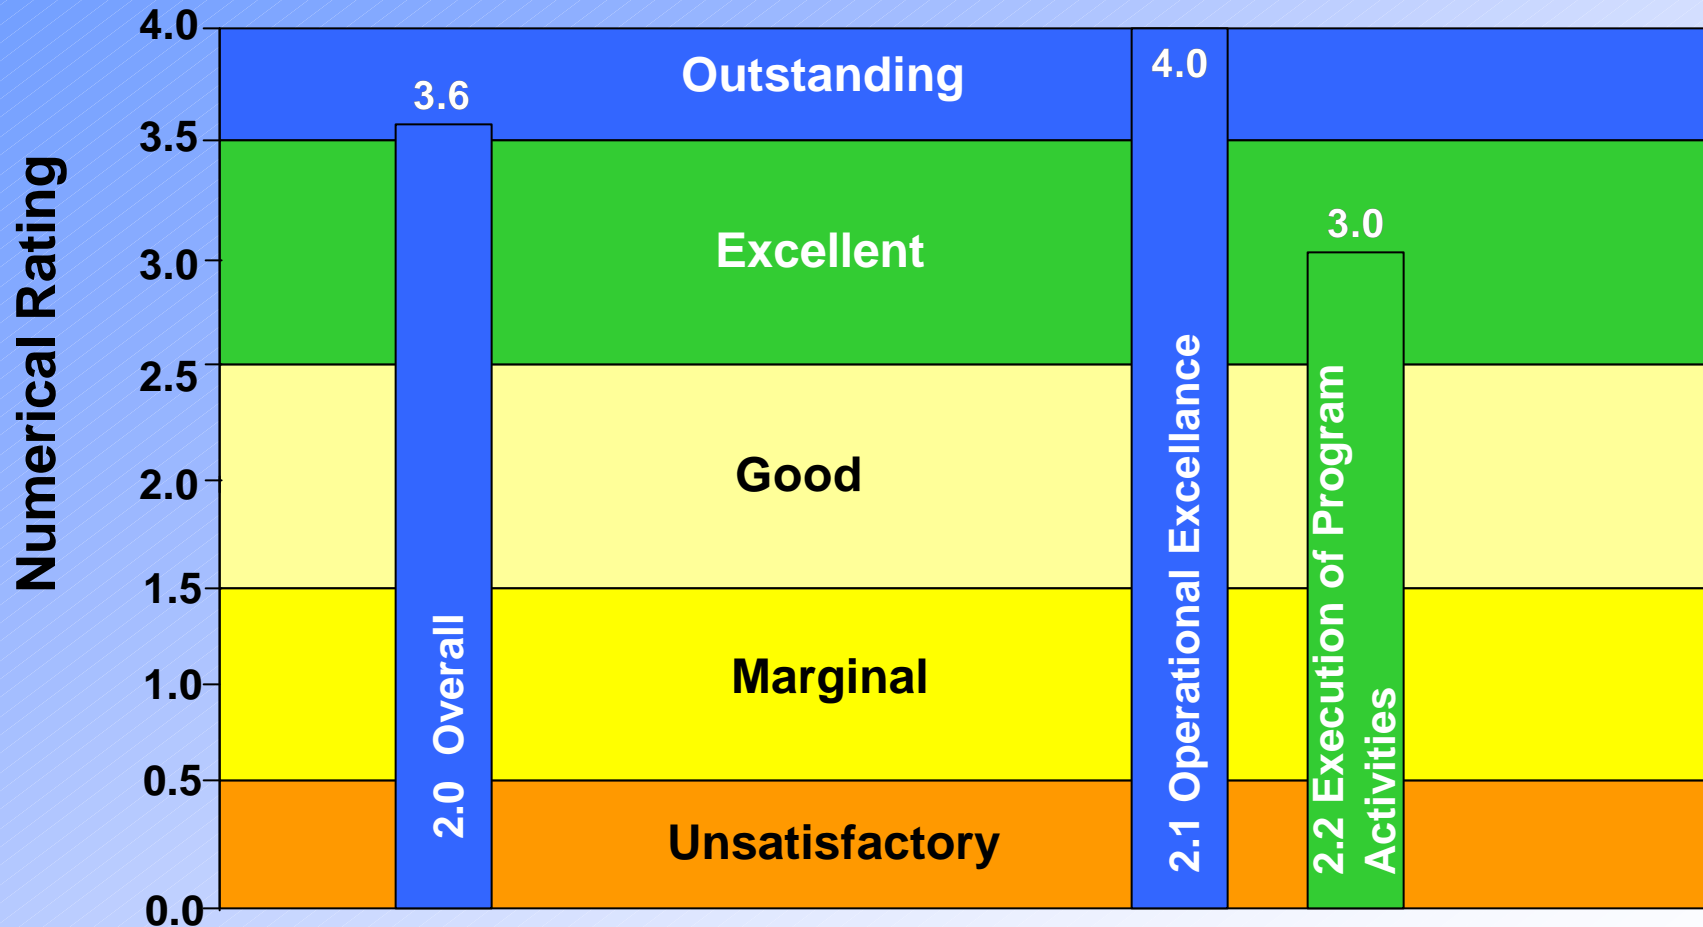 Numerical Rating
4.0
3.5
3.0
2.5
2.0
1.5
1.0
0.5
0.0
Outstanding
Excellent
Good
Marginal
Unsatisfactory
3.6
2.0 Overall
4.0
2.1 Operational Excellance
3.0
2.2 Execution of Program
Activities